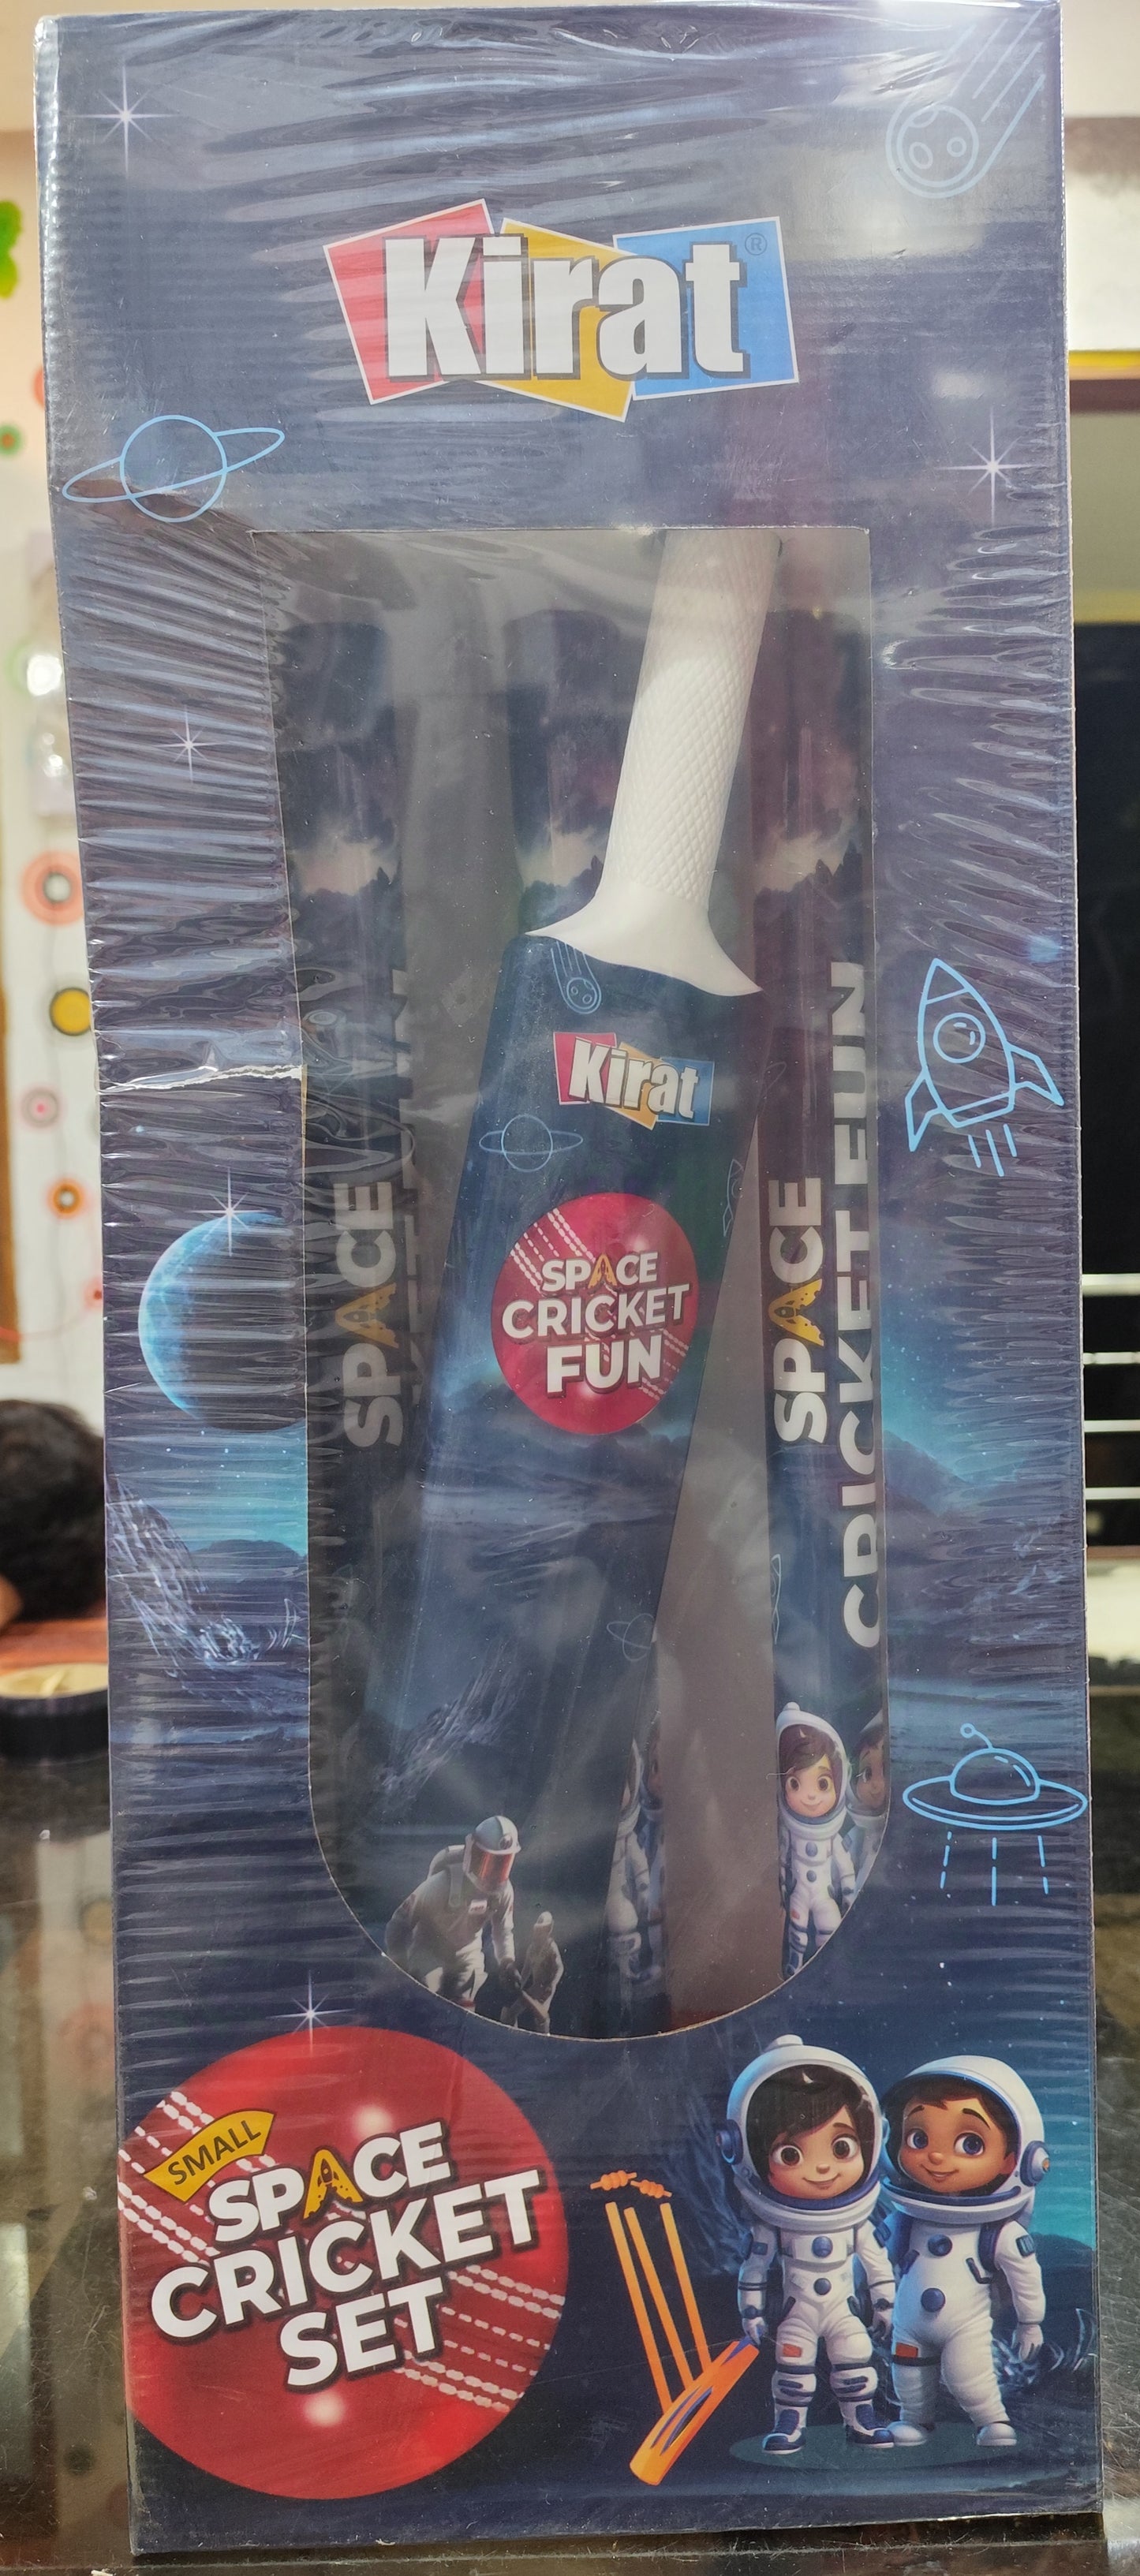 Kirat®
Kirat
SPACE
CRICKET
FUN
SPACE
SPACE
CRICKET FUN
SMALL
SPACE
CRICKET
SET